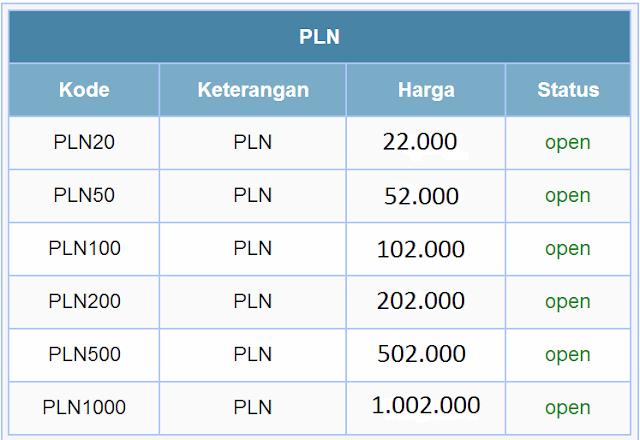 PLN
Kode Keterangan Harga Status
PLN20 PLN 22.000 open
PLN50 PLN 52.000 open
PLN100 PLN 102.000 open
PLN200 PLN 202.000 open
PLN500 PLN 502.000 open
PLN1000 PLN 1.002.000 open